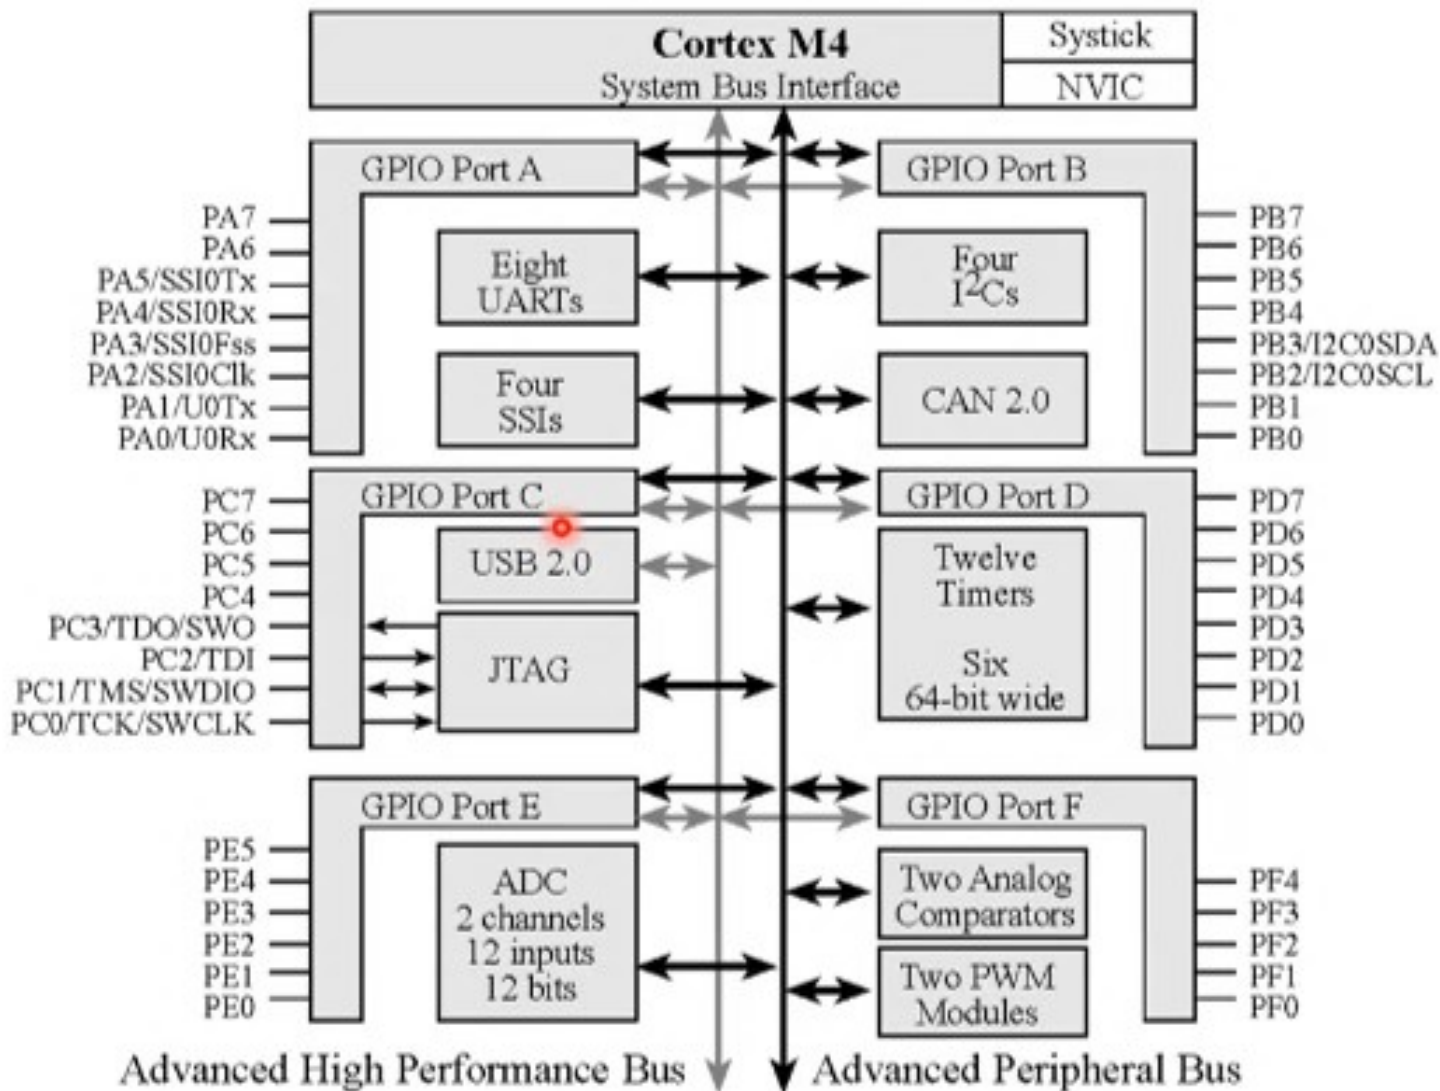 Cortex M4
System Bus Interface
Systick
NVIC
GPIO Port A
PA7
PA6
PA5/SSI0Tx
PA4/SSI0Rx
PA3/SSI0Fss
PA2/SSI0Clk
PA1/U0Tx
PA0/U0Rx
Eight
UARTs
Four
SSIs
GPIO Port B
PB7
PB6
PB5
PB4
PB3/I2C0SDA
PB2/I2C0SCL
PB1
PB0
Four
I²Cs
CAN 2.0
GPIO Port C
PC7
PC6
PC5
PC4
PC3/TDO/SWO
PC2/TDI
PC1/TMS/SWDIO
PC0/TCK/SWCLK
USB 2.0
JTAG
GPIO Port D
PD7
PD6
PD5
PD4
PD3
PD2
PD1
PD0
Twelve
Timers
Six
64-bit wide
GPIO Port E
PE5
PE4
PE3
PE2
PE1
PE0
ADC
2 channels
12 inputs
12 bits
GPIO Port F
PF4
PF3
PF2
PF1
PF0
Two Analog
Comparators
Two PWM
Modules
Advanced High Performance Bus
Advanced Peripheral Bus